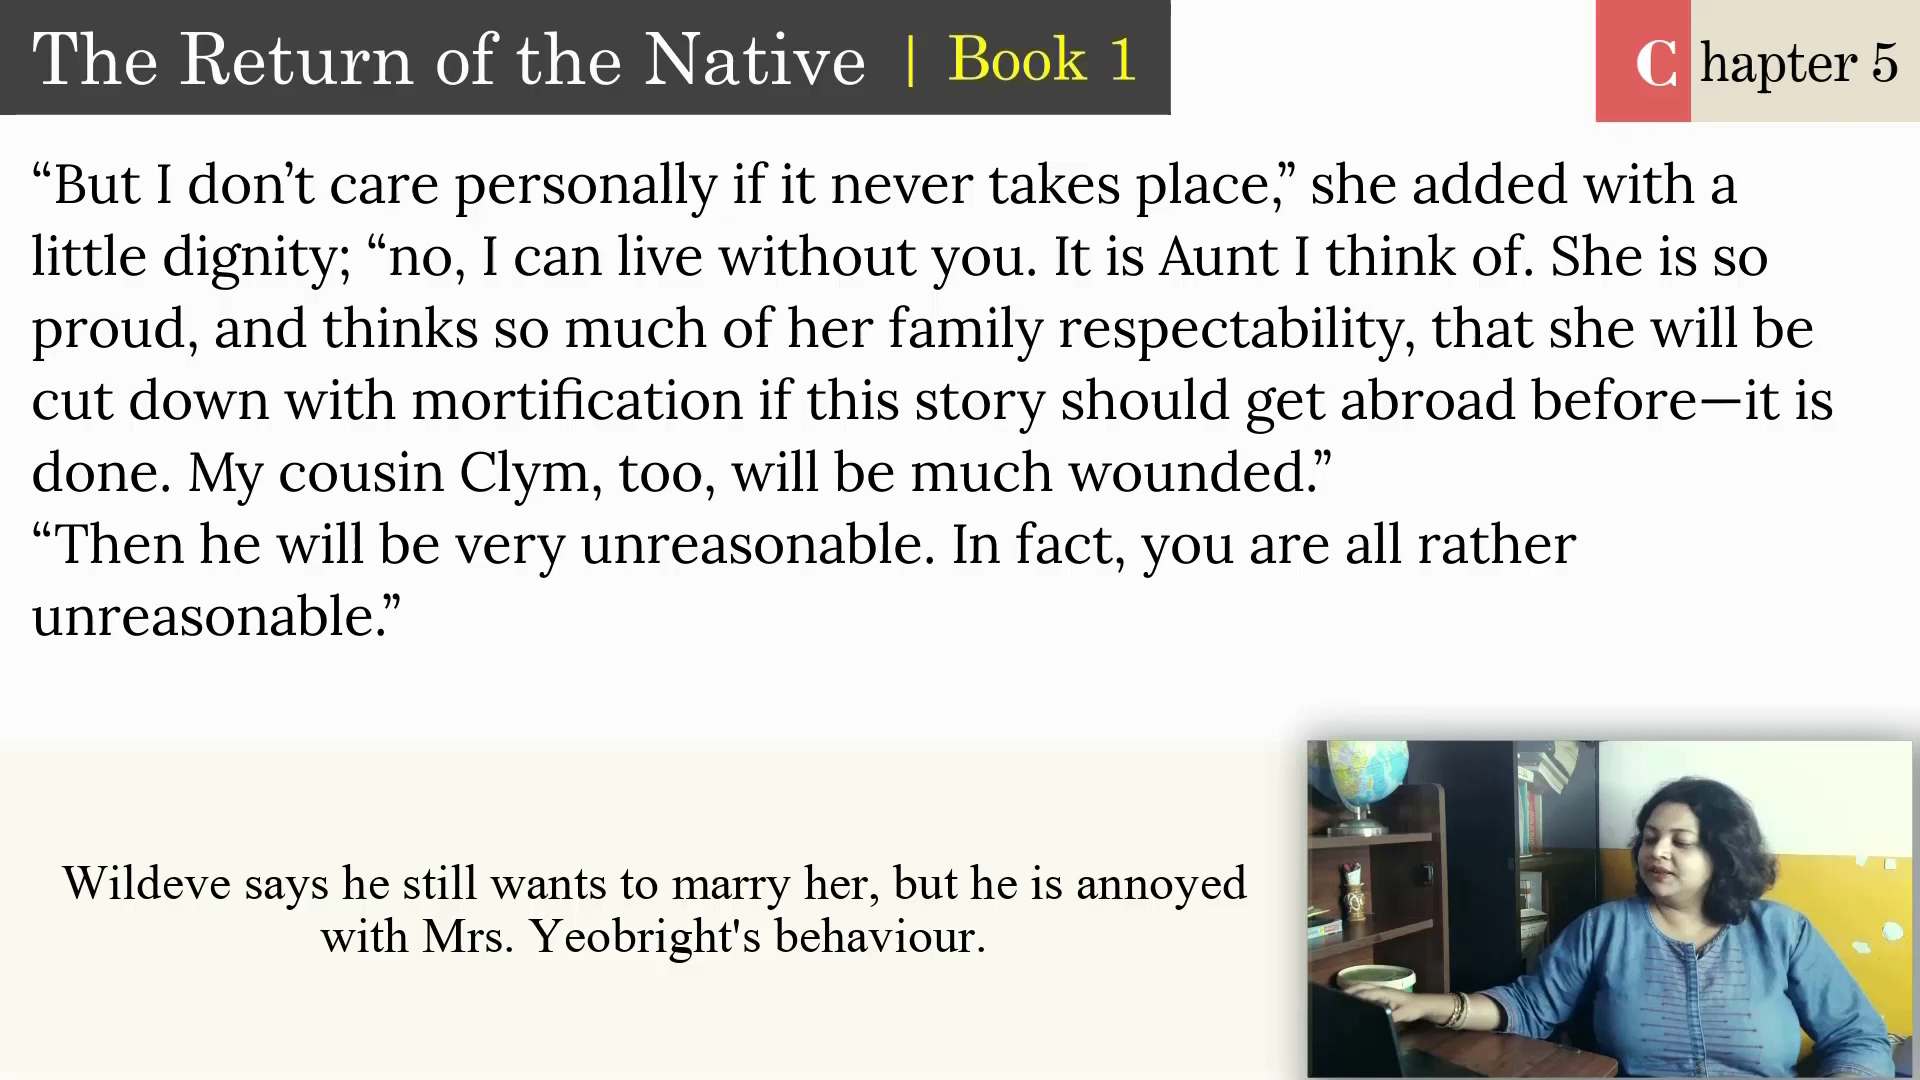 The Return of the Native | Book 1
Chapter 5
“But I don’t care personally if it never takes place,” she added with a
little dignity; “no, I can live without you. It is Aunt I think of. She is so
proud, and thinks so much of her family respectability, that she will be
cut down with mortification if this story should get abroad before—it is
done. My cousin Clym, too, will be much wounded.”
“Then he will be very unreasonable. In fact, you are all rather
unreasonable.”
Wildeve says he still wants to marry her, but he is annoyed
with Mrs. Yeobright's behaviour.